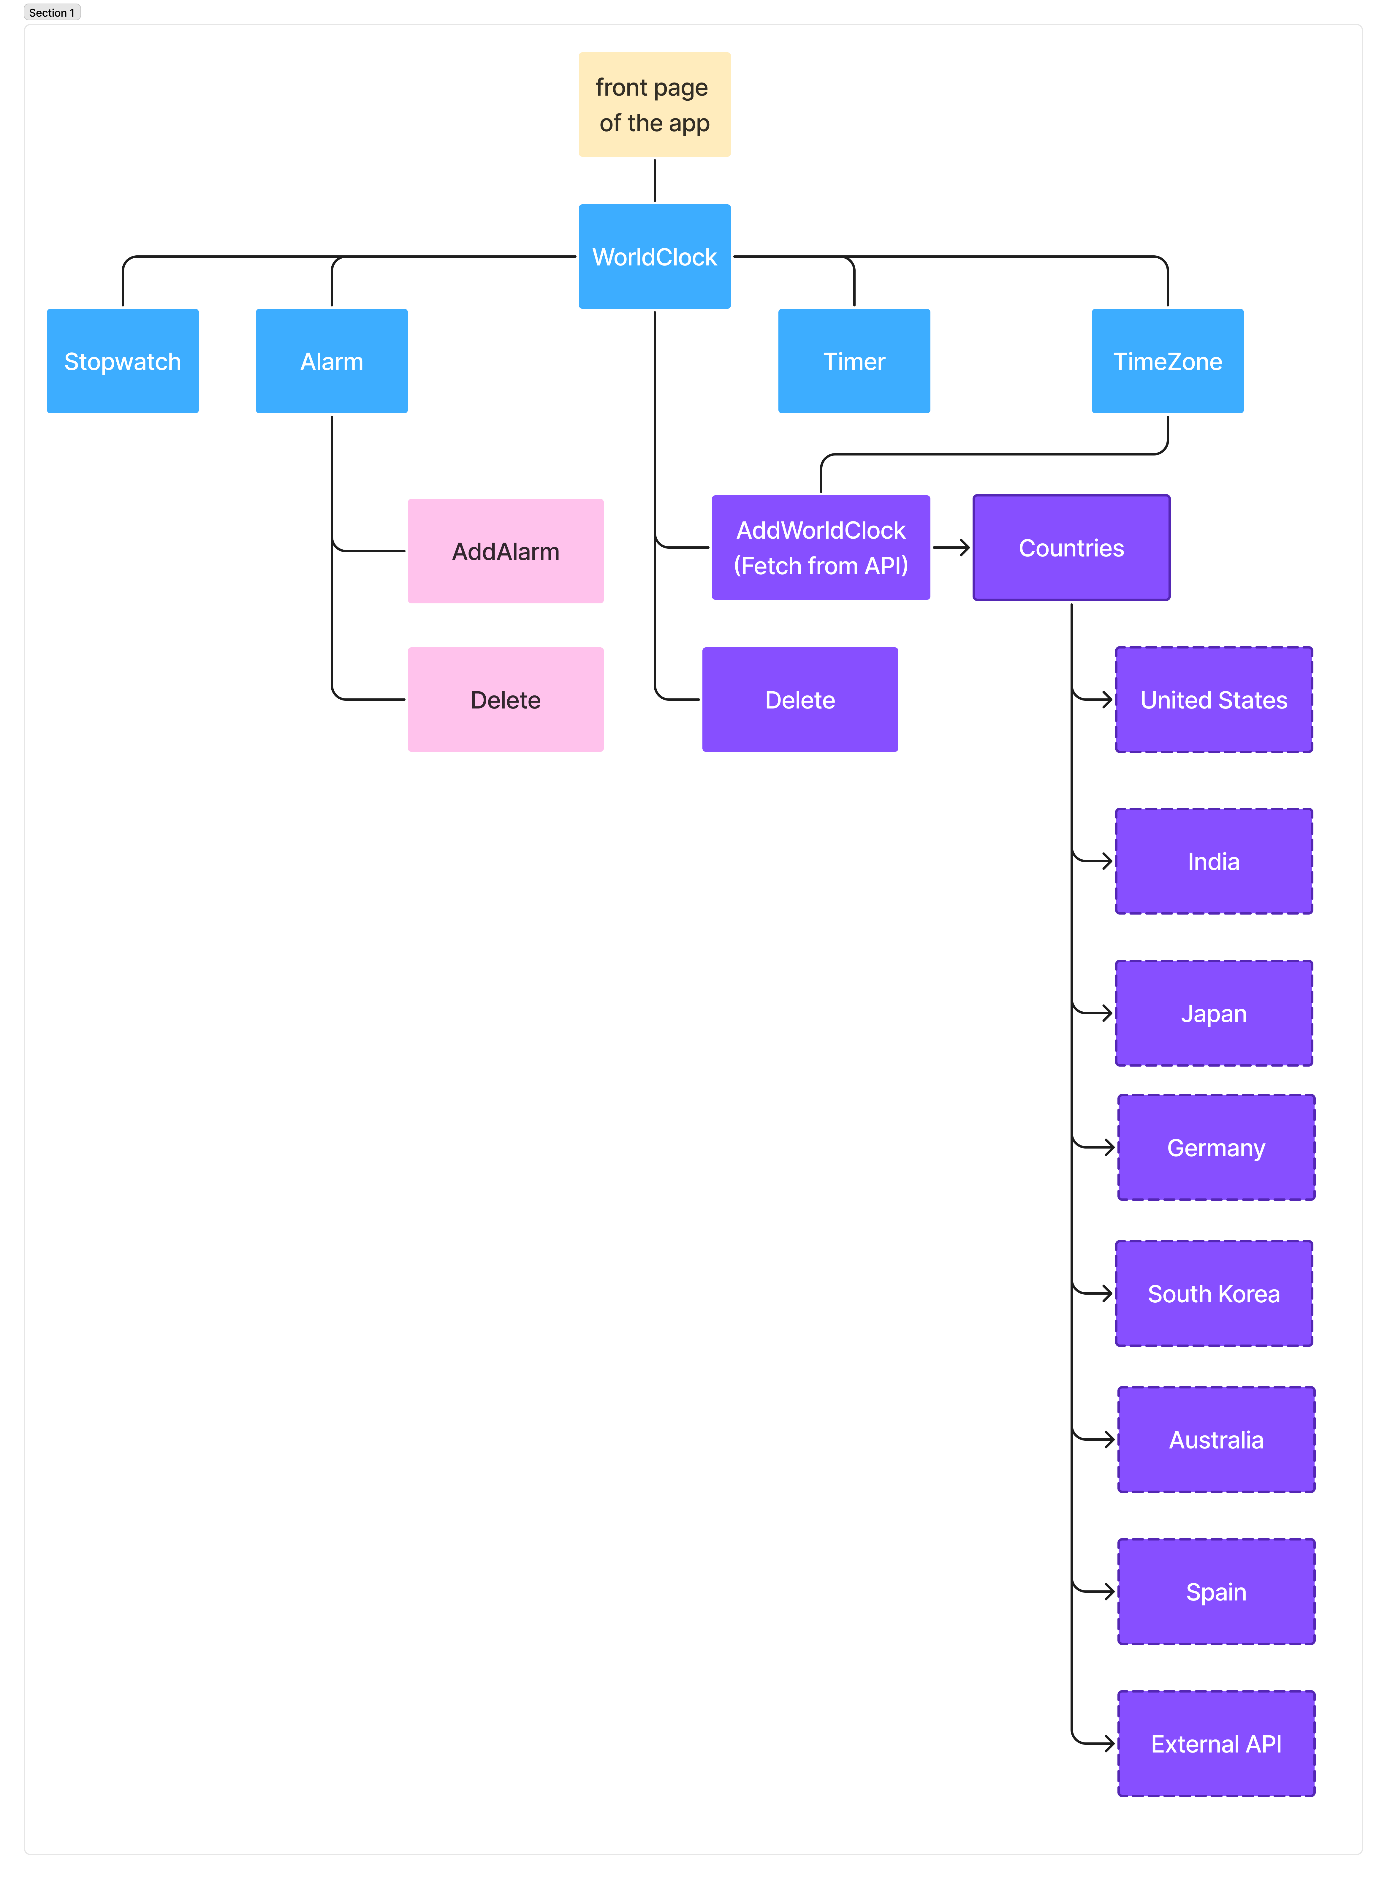 Section 1
front page
of the app
WorldClock
Stopwatch
Alarm
Timer
TimeZone
AddAlarm
AddWorldClock
(Fetch from API)
Countries
Delete
Delete
United States
India
Japan
Germany
South Korea
Australia
Spain
External API